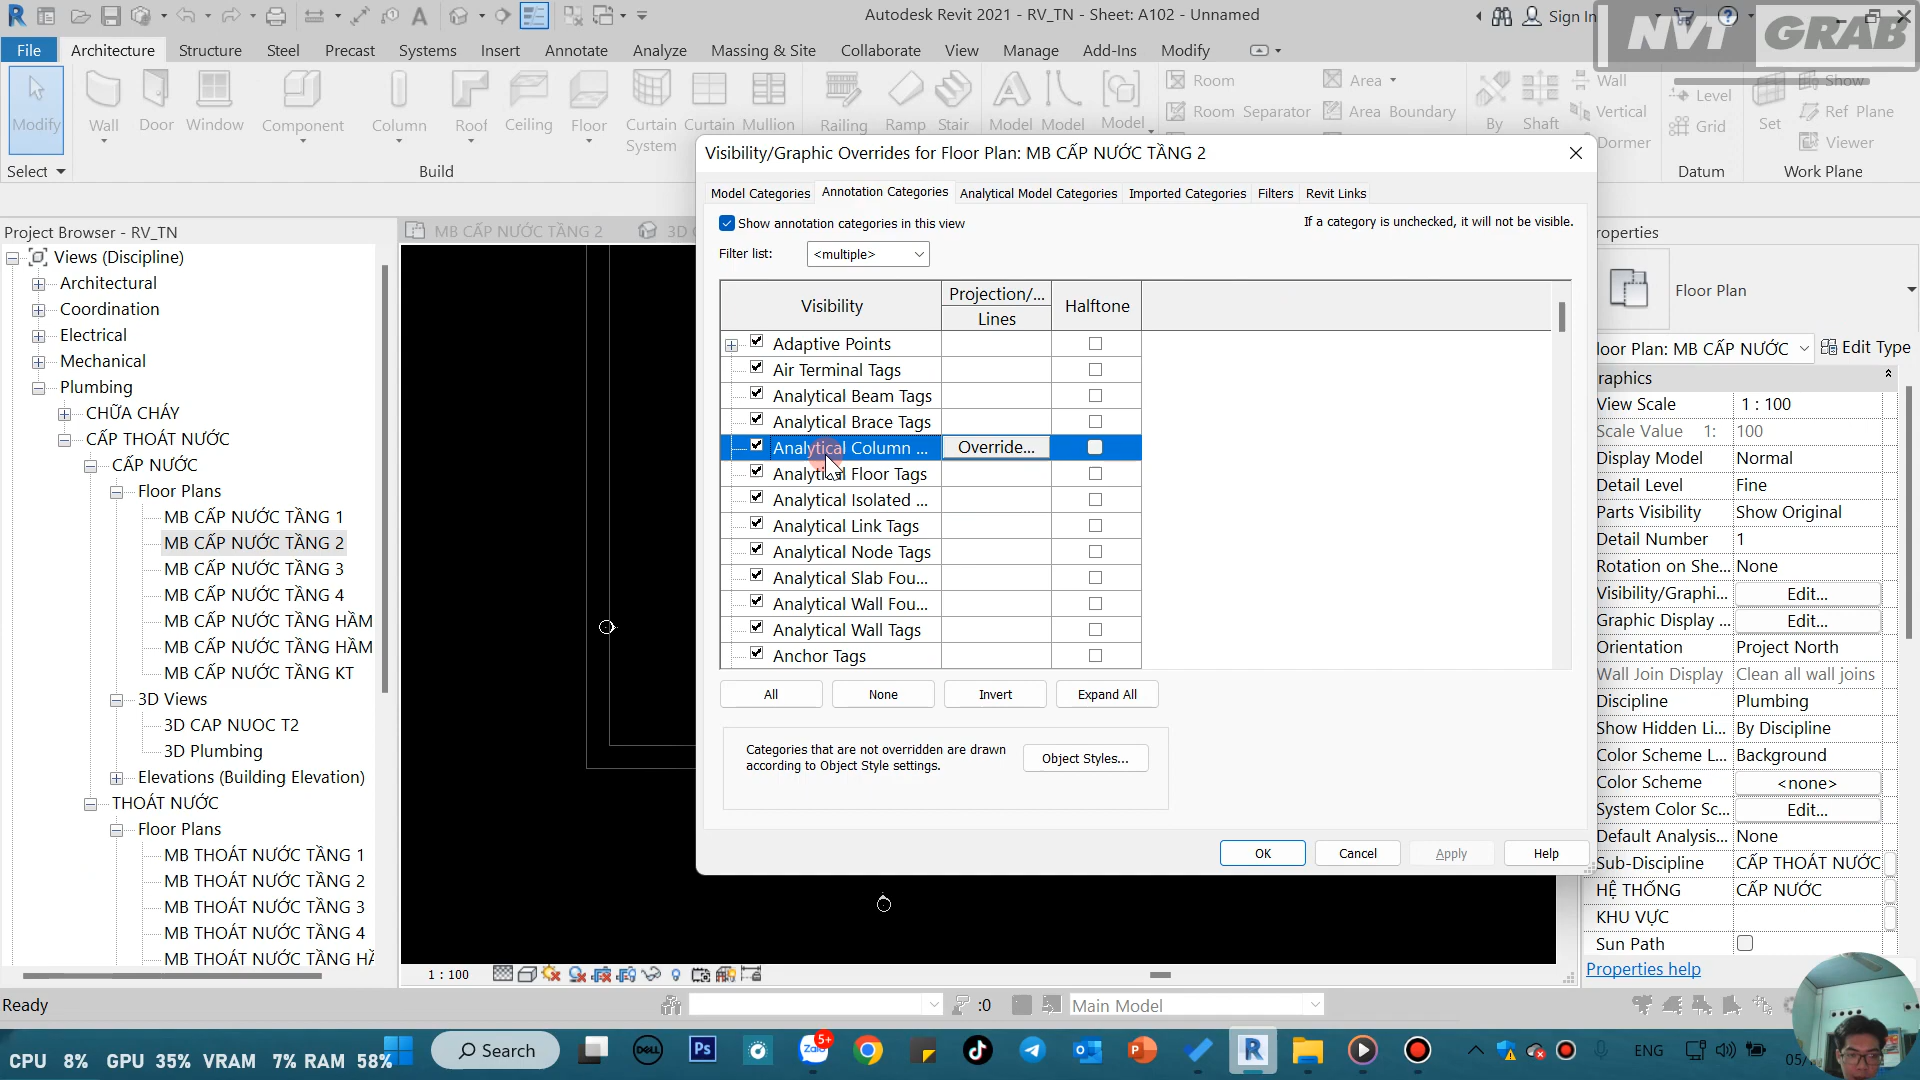 Autodesk Revit 2021 - RV_TN - Sheet: A102 - Unnamed
Sign In
NVT GRAB
File Architecture Structure Steel Precast Systems Insert Annotate Analyze Massing & Site Collaborate View Manage Add-Ins Modify
Modify
Wall
Door
Window
Component
Column
Roof
Ceiling
Floor
Curtain System
Curtain
Mullion
Railing
Ramp
Stair
Model
Model
Model
Room
Room Separator
Area
Area Boundary
By
Shaft
Wall
Vertical
Dormer
Level
Grid
Set
Show
Ref Plane
Viewer
Select
Build
Datum
Work Plane
Project Browser - RV_TN
Views (Discipline)
Architectural
Coordination
Electrical
Mechanical
Plumbing
CHỮA CHÁY
CẤP THOÁT NƯỚC
CẤP NƯỚC
Floor Plans
MB CẤP NƯỚC TẦNG 1
MB CẤP NƯỚC TẦNG 2
MB CẤP NƯỚC TẦNG 3
MB CẤP NƯỚC TẦNG 4
MB CẤP NƯỚC TẦNG HẦM
MB CẤP NƯỚC TẦNG HẦM
MB CẤP NƯỚC TẦNG KT
3D Views
3D CAP NUOC T2
3D Plumbing
Elevations (Building Elevation)
THOÁT NƯỚC
Floor Plans
MB THOÁT NƯỚC TẦNG 1
MB THOÁT NƯỚC TẦNG 2
MB THOÁT NƯỚC TẦNG 3
MB THOÁT NƯỚC TẦNG 4
MB THOÁT NƯỚC TẦNG HẦ
MB CẤP NƯỚC TẦNG 2
Visibility/Graphic Overrides for Floor Plan: MB CẤP NƯỚC TẦNG 2
Model Categories Annotation Categories Analytical Model Categories Imported Categories Filters Revit Links
Show annotation categories in this view
If a category is unchecked, it will not be visible.
Filter list: <multiple>
Visibility
Projection/...
Lines
Halftone
Adaptive Points
Air Terminal Tags
Analytical Beam Tags
Analytical Brace Tags
Analytical Column ... Override...
Analytical Floor Tags
Analytical Isolated ...
Analytical Link Tags
Analytical Node Tags
Analytical Slab Fou...
Analytical Wall Fou...
Analytical Wall Tags
Anchor Tags
All None Invert Expand All
Categories that are not overridden are drawn
according to Object Style settings.
Object Styles...
OK Cancel Apply Help
roperties
Floor Plan
loor Plan: MB CẤP NƯỚC Edit Type
raphics
View Scale 1 : 100
Scale Value 1: 100
Display Model Normal
Detail Level Fine
Parts Visibility Show Original
Detail Number 1
Rotation on She... None
Visibility/Graphi... Edit...
Graphic Display ... Edit...
Orientation Project North
Wall Join Display Clean all wall joins
Discipline Plumbing
Show Hidden Li... By Discipline
Color Scheme L... Background
Color Scheme <none>
System Color Sc... Edit...
Default Analysis... None
Sub-Discipline CẤP THOÁT NƯỚC
HỆ THỐNG CẤP NƯỚC
KHU VỰC
Sun Path
Properties help
1 : 100
Ready
:0
Main Model
CPU 8% GPU 35% VRAM 7% RAM 58%
Search
DELL
Ps
Zalo
5+
ENG